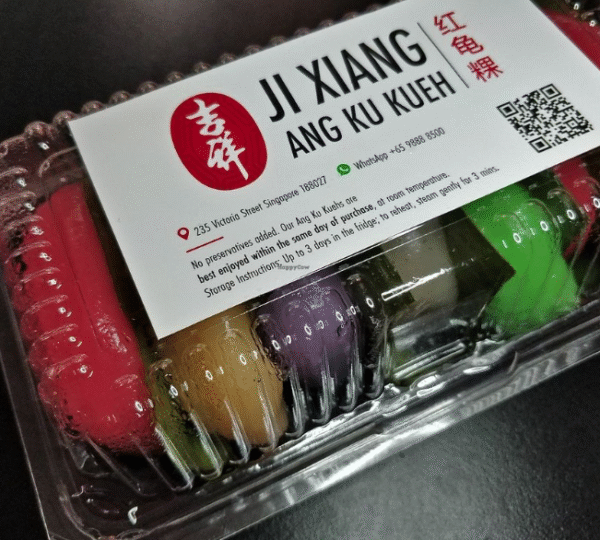 吉祥
JI XIANG
ANG KU KUEH
红龟粿
235 Victoria Street Singapore 188027
WhatsApp +65 9888 8500
No preservatives added. Our Ang Ku Kuehs are
best enjoyed within the same day of purchase, at room temperature.
Storage Instructions: Up to 3 days in the fridge; to reheat, steam gently for 3 mins.